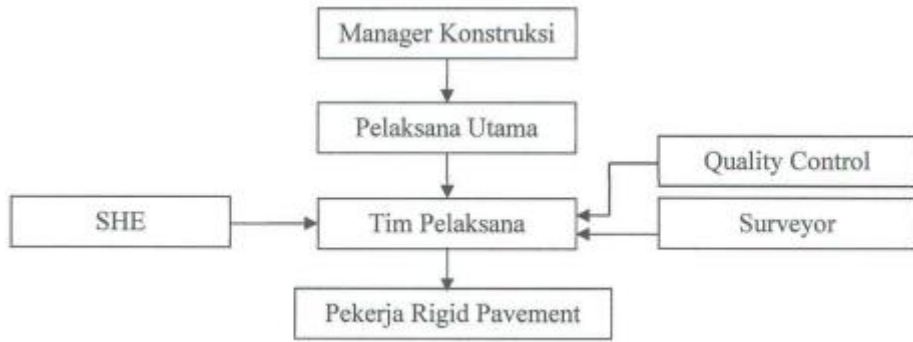 Manager Konstruksi
Pelaksana Utama
Quality Control
SHE
Tim Pelaksana
Surveyor
Pekerja Rigid Pavement